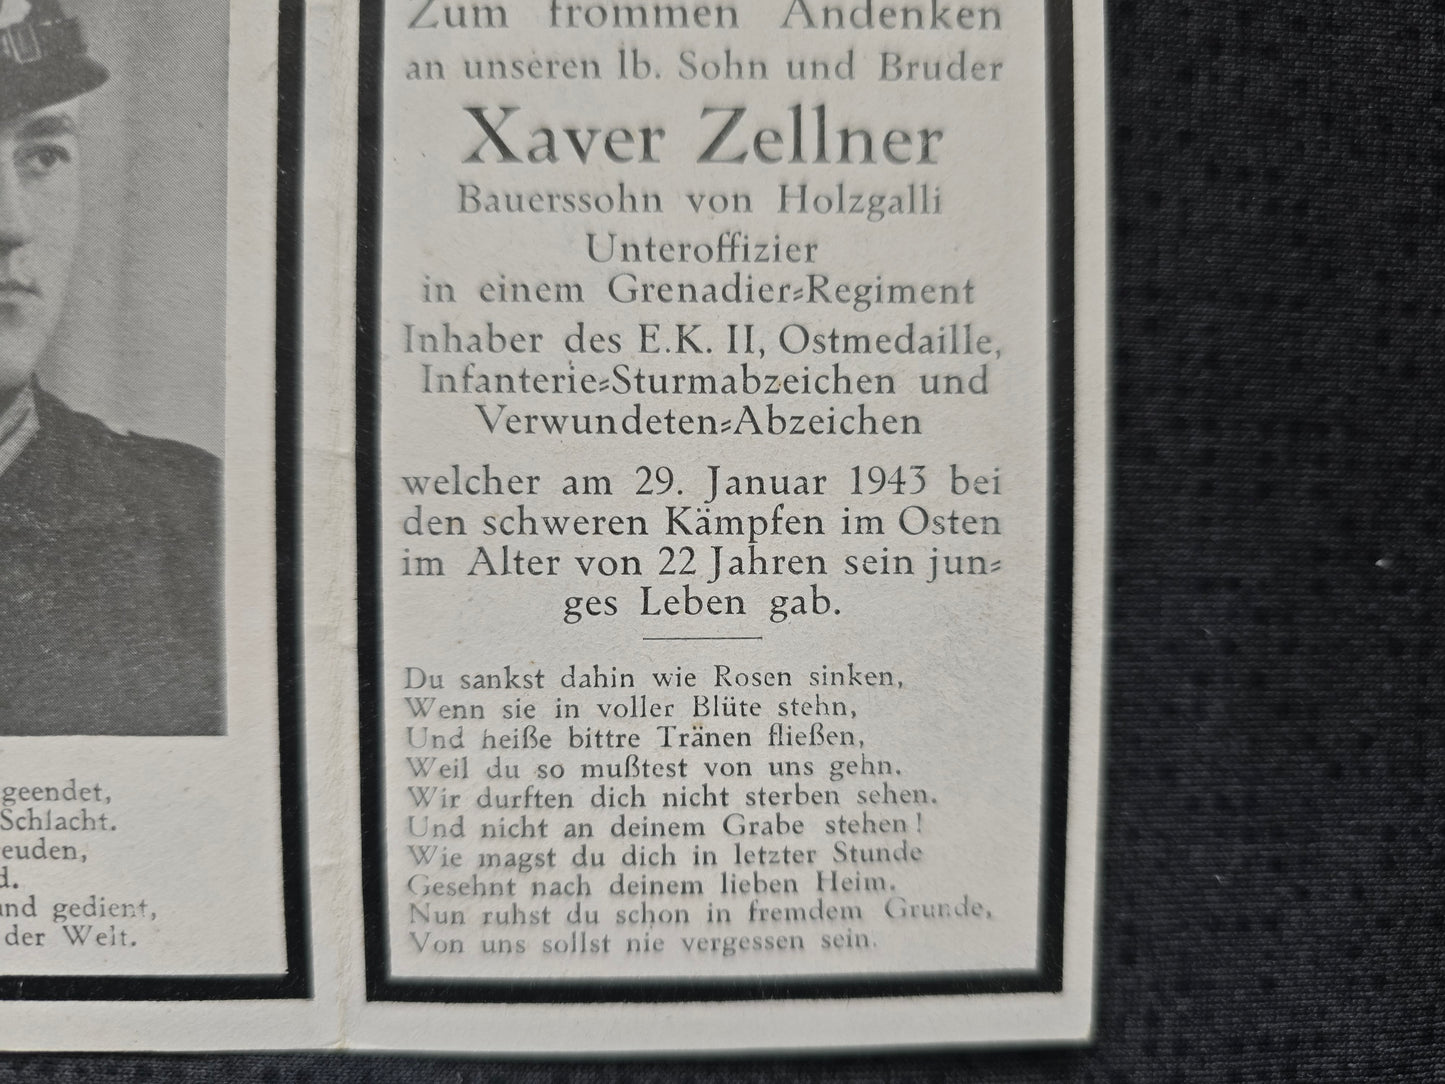 geendet,
Schlacht.
euden,
d.
und gedient,
der Welt.
Zum frommen Andenken
an unseren lb. Sohn und Bruder
Xaver Zellner
Bauerssohn von Holzgalli
Unteroffizier
in einem Grenadier-Regiment
Inhaber des E.K. II, Ostmedaille,
Infanterie-Sturmabzeichen und
Verwundeten-Abzeichen
welcher am 29. Januar 1943 bei
den schweren Kämpfen im Osten
im Alter von 22 Jahren sein jun-
ges Leben gab.
Du sankst dahin wie Rosen sinken,
Wenn sie in voller Blüte stehn,
Und heiße bittre Tränen fließen,
Weil du so mußtest von uns gehn.
Wir durften dich nicht sterben sehen.
Und nicht an deinem Grabe stehen!
Wie magst du dich in letzter Stunde
Gesehnt nach deinem lieben Heim.
Nun ruhst du schon in fremdem Grunde,
Von uns sollst nie vergessen sein.